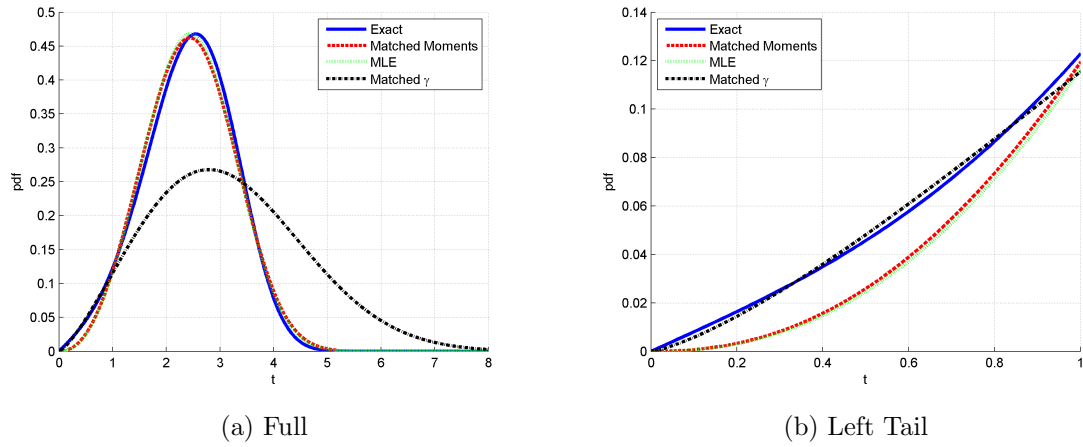 0.5
0.45
0.4
0.35
0.3
0.25
0.2
0.15
0.1
0.05
0
pdf
0 1 2 3 4 5 6 7 8
t
Exact
Matched Moments
MLE
Matched γ
(a) Full
0.14
0.12
0.1
0.08
0.06
0.04
0.02
0
pdf
0 0.2 0.4 0.6 0.8 1
t
Exact
Matched Moments
MLE
Matched γ
(b) Left Tail